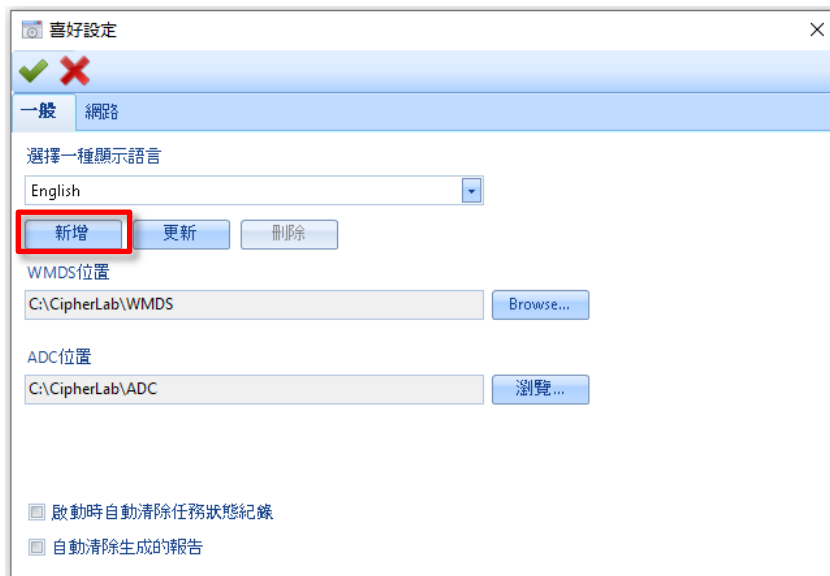 喜好設定
一般 網路
選擇一種顯示語言
English
新增 更新 刪除
WMDS位置
C:\CipherLab\WMDS Browse...
ADC位置
C:\CipherLab\ADC 瀏覽...
啟動時自動清除任務狀態紀錄
自動清除生成的報告